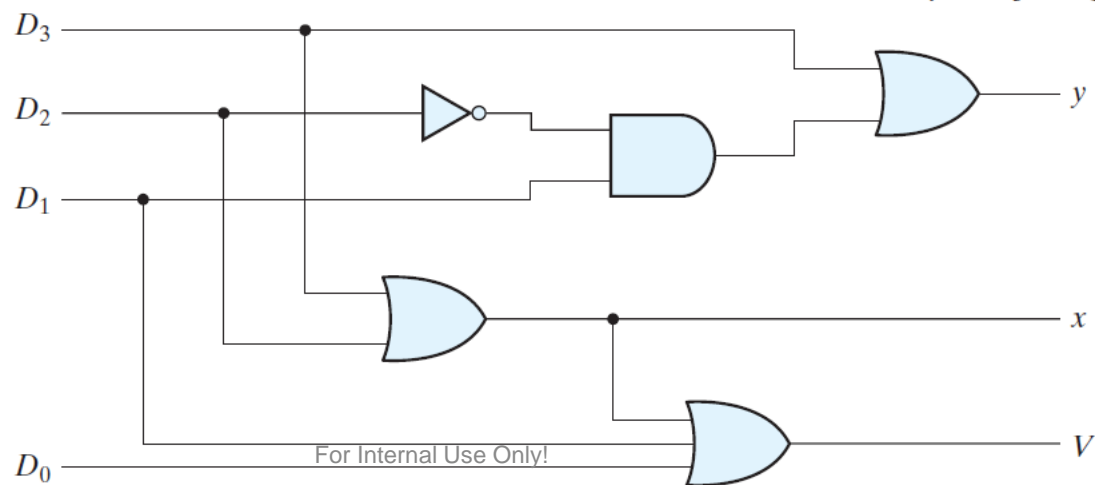 D₃
y
D₂
D₁
x
V
For Internal Use Only!
D₀